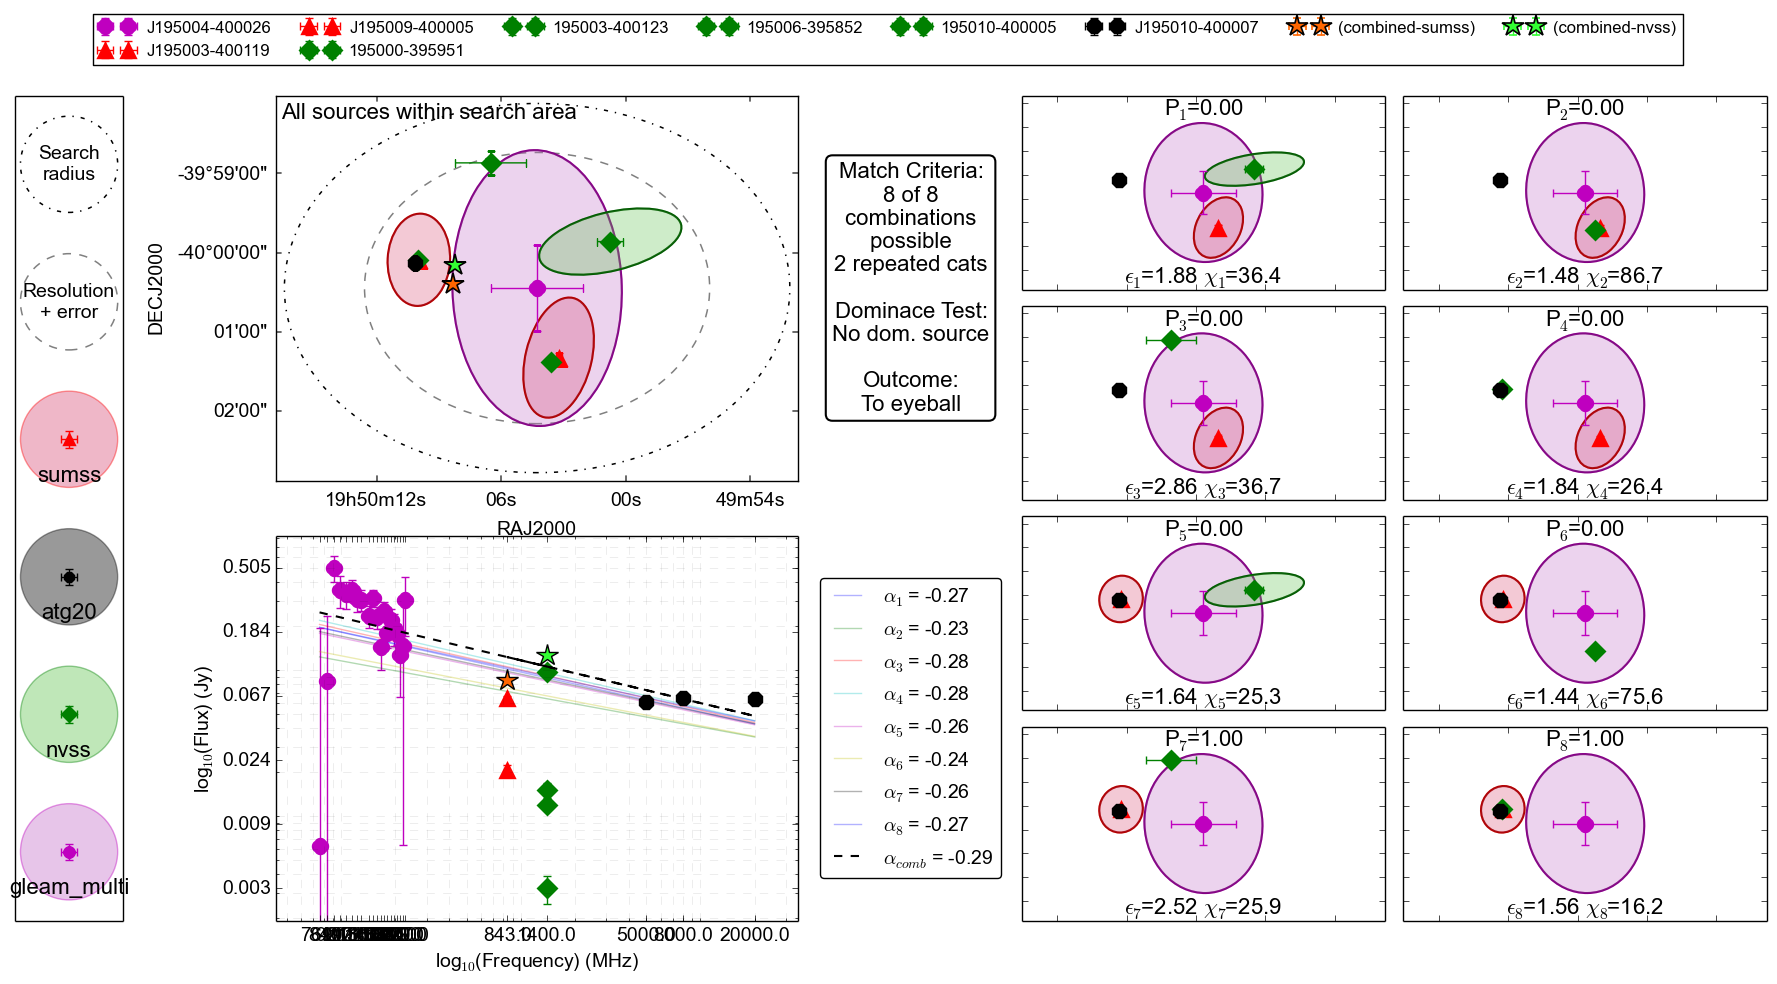 J195004-400026
J195009-400005
195003-400123
195006-395852
195010-400005
J195010-400007
(combined-sumss)
(combined-nvss)
J195003-400119
195000-395951
Search
radius
Resolution
+ error
sumss
atg20
nvss
gleam_multi
All sources within search area
DECJ2000
-39°59'00"
-40°00'00"
01'00"
02'00"
19h50m12s
06s
00s
49m54s
RAJ2000
Match Criteria:
8 of 8
combinations
possible
2 repeated cats
Dominace Test:
No dom. source
Outcome:
To eyeball
log10(Flux) (Jy)
0.505
0.184
0.067
0.024
0.009
0.003
843.0
1400.0
5000.0
8000.0
20000.0
log10(Frequency) (MHz)
α1 = -0.27
α2 = -0.23
α3 = -0.28
α4 = -0.28
α5 = -0.26
α6 = -0.24
α7 = -0.26
α8 = -0.27
αcomb = -0.29
P1=0.00
ϵ1=1.88 χ1=36.4
P2=0.00
ϵ2=1.48 χ2=86.7
P3=0.00
ϵ3=2.86 χ3=36.7
P4=0.00
ϵ4=1.84 χ4=26.4
P5=0.00
ϵ5=1.64 χ5=25.3
P6=0.00
ϵ6=1.44 χ6=75.6
P7=1.00
ϵ7=2.52 χ7=25.9
P8=1.00
ϵ8=1.56 χ8=16.2